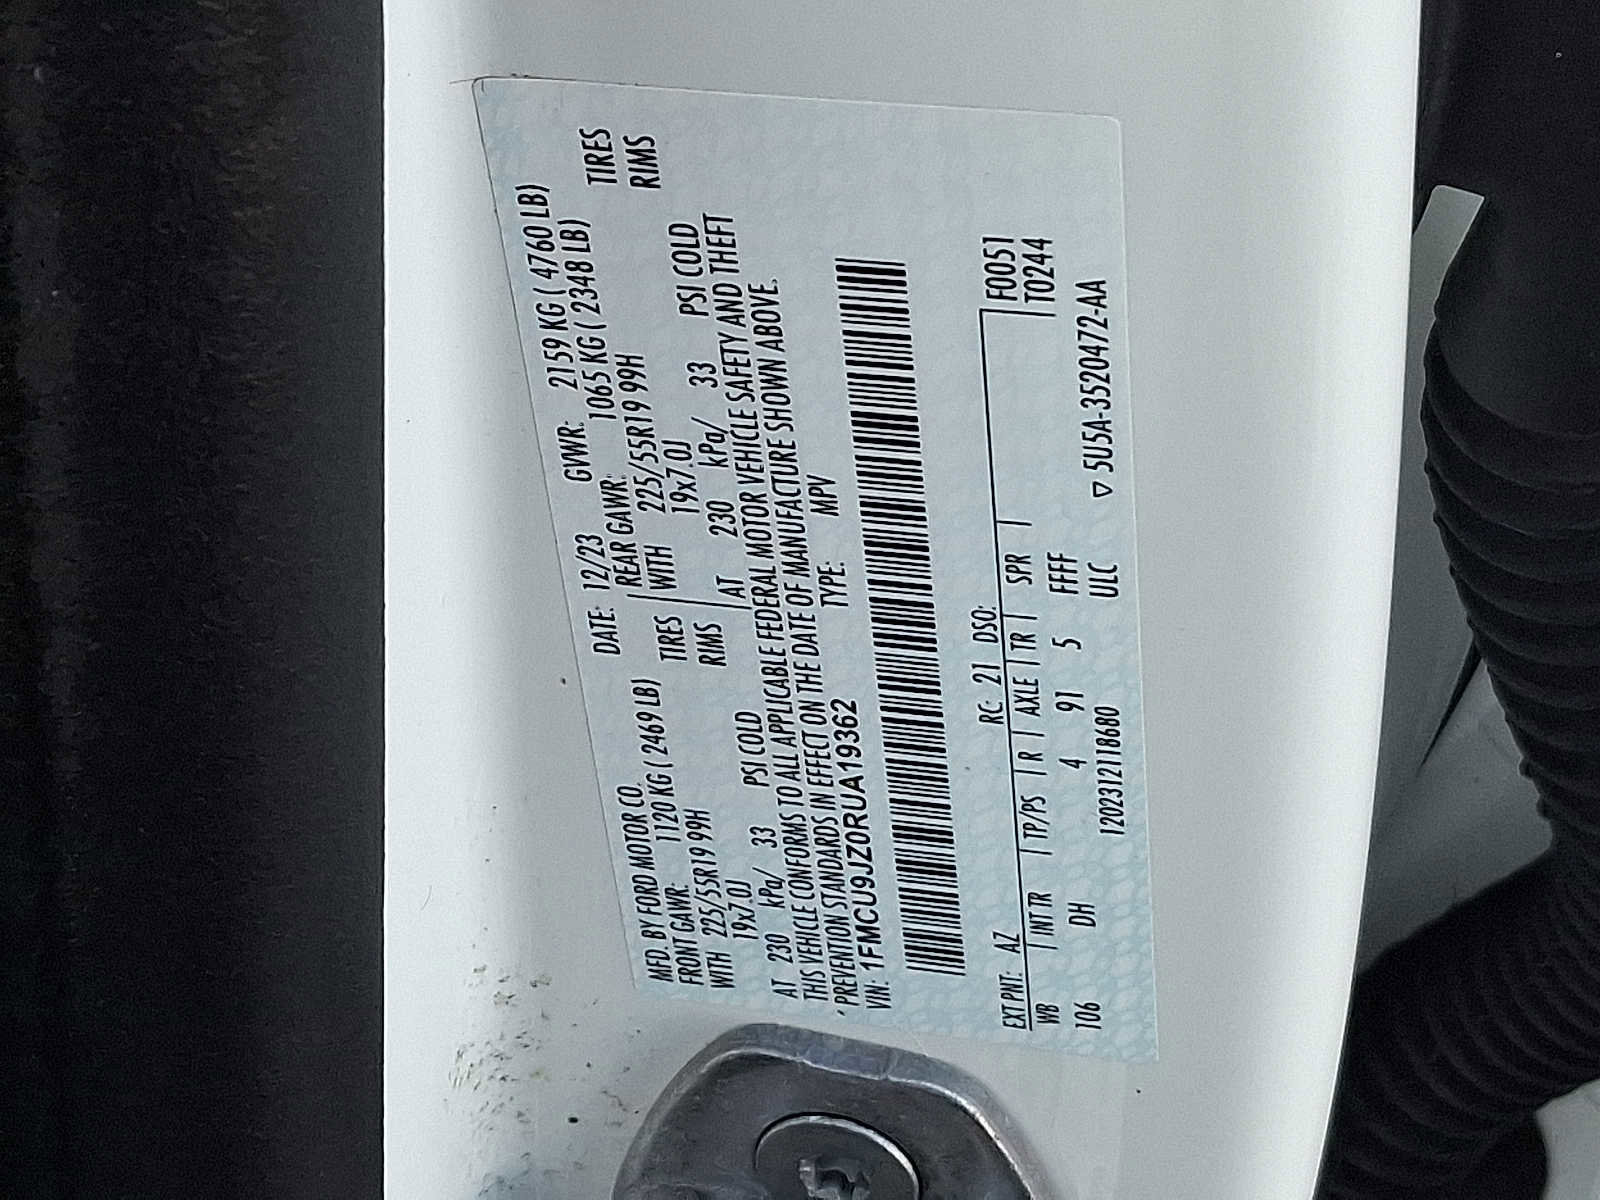 MFD. BY FORD MOTOR CO. DATE: 12/23 GVWR: 2159 KG ( 4760 LB)
FRONT GAWR: 1120 KG ( 2469 LB) REAR GAWR: 1065 KG ( 2348 LB)
WITH 225/55R19 99H TIRES WITH 225/55R19 99H TIRES
19x7.0J RIMS 19x7.0J RIMS
AT 230 kPa/ 33 PSI COLD AT 230 kPa/ 33 PSI COLD
THIS VEHICLE CONFORMS TO ALL APPLICABLE FEDERAL MOTOR VEHICLE SAFETY AND THEFT
PREVENTION STANDARDS IN EFFECT ON THE DATE OF MANUFACTURE SHOWN ABOVE.
VIN: 1FMCU9JZ0RUA19362 TYPE: MPV
EXT PNT: AZ RC: 21 DSO: F0051
WB INT TR TP/PS R AXLE TR SPR T0244
106 DH 4 91 5 FFFF
1202312118680 ULC ▽ 5U5A-3520472-AA